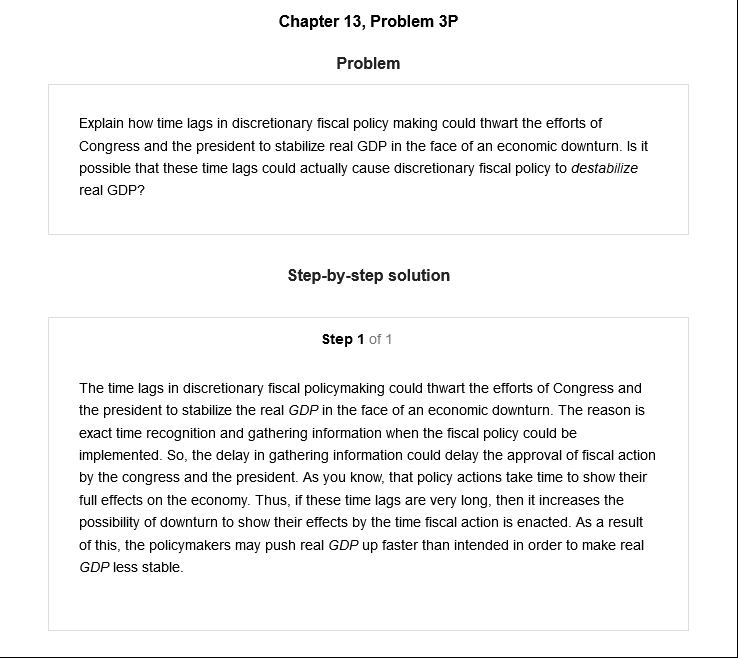 Chapter 13, Problem 3P
Problem
Explain how time lags in discretionary fiscal policy making could thwart the efforts of
Congress and the president to stabilize real GDP in the face of an economic downturn. Is it
possible that these time lags could actually cause discretionary fiscal policy to destabilize
real GDP?
Step-by-step solution
Step 1 of 1
The time lags in discretionary fiscal policymaking could thwart the efforts of Congress and
the president to stabilize the real GDP in the face of an economic downturn. The reason is
exact time recognition and gathering information when the fiscal policy could be
implemented. So, the delay in gathering information could delay the approval of fiscal action
by the congress and the president. As you know, that policy actions take time to show their
full effects on the economy. Thus, if these time lags are very long, then it increases the
possibility of downturn to show their effects by the time fiscal action is enacted. As a result
of this, the policymakers may push real GDP up faster than intended in order to make real
GDP less stable.